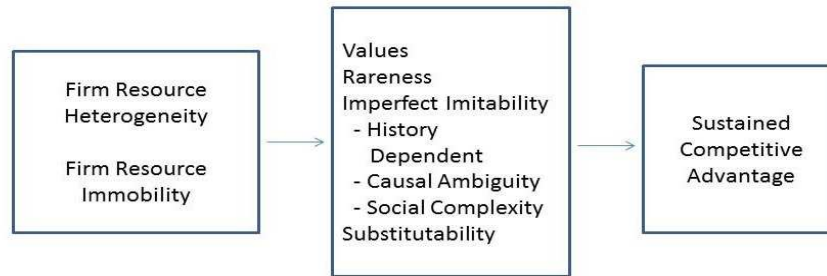 Firm Resource
Heterogeneity
Firm Resource
Immobility
Values
Rareness
Imperfect Imitability
- History
Dependent
- Causal Ambiguity
- Social Complexity
Substitutability
Sustained
Competitive
Advantage